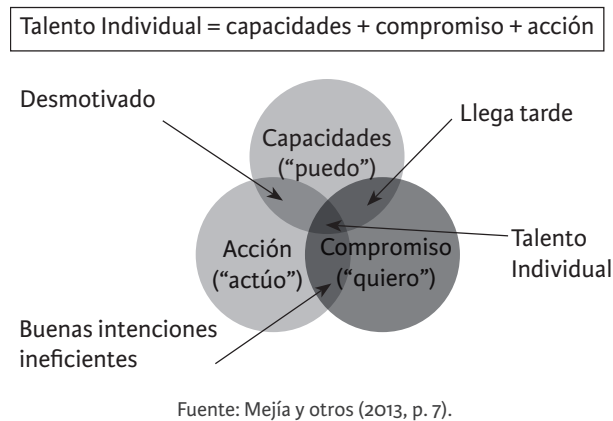 Talento Individual = capacidades + compromiso + acción
Desmotivado
Llega tarde
Capacidades
(“puedo”)
Acción
(“actúo”)
Compromiso
(“quiero”)
Talento
Individual
Buenas intenciones
ineficientes
Fuente: Mejía y otros (2013, p. 7).